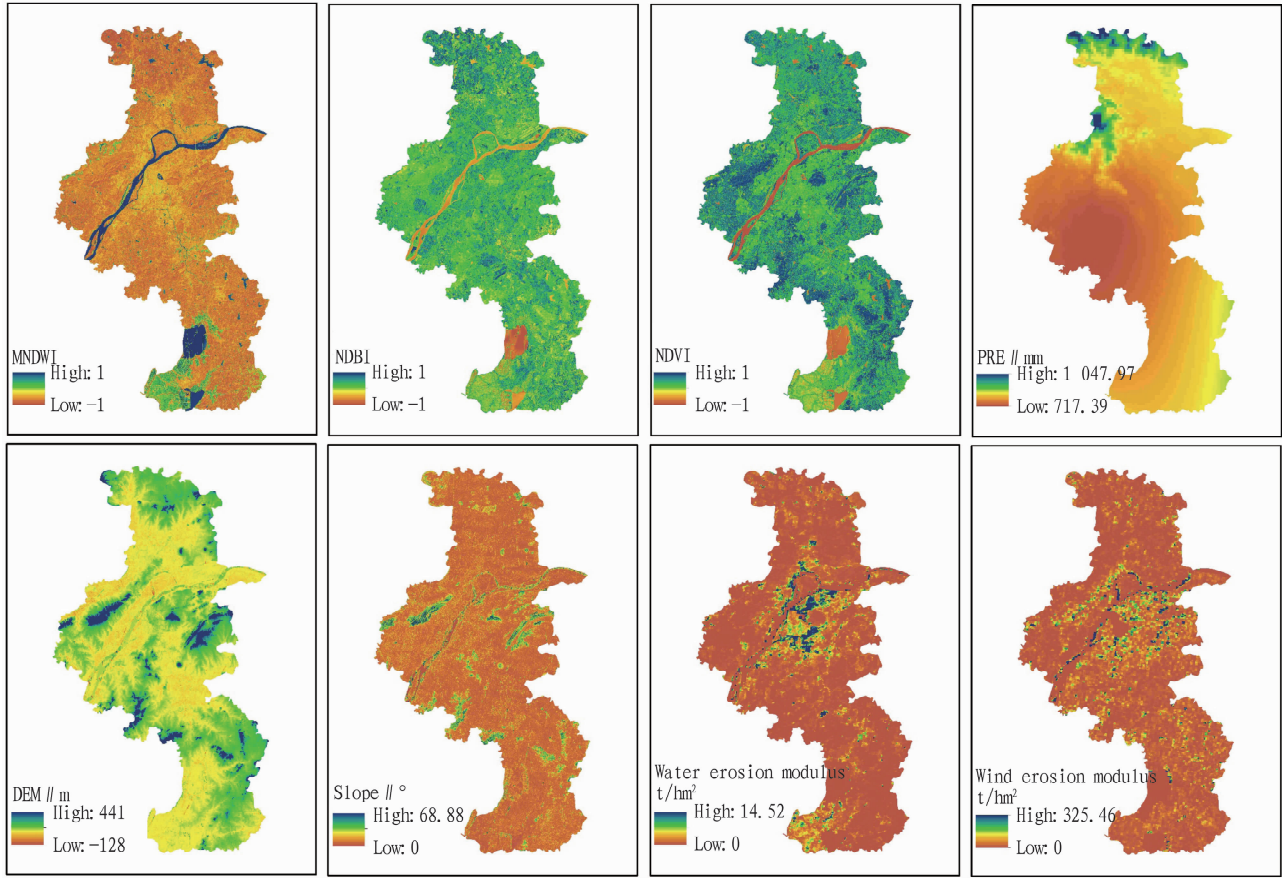 MNDWI
High: 1
Low: -1
NDBI
High: 1
Low: -1
NDVI
High: 1
Low: -1
PRE // mm
High: 1 047.97
Low: 717.39
DEM // m
High: 441
Low: -128
Slope // °
High: 68.88
Low: 0
Water erosion modulus
t/hm²
High: 14.52
Low: 0
Wind erosion modulus
t/hm²
High: 325.46
Low: 0